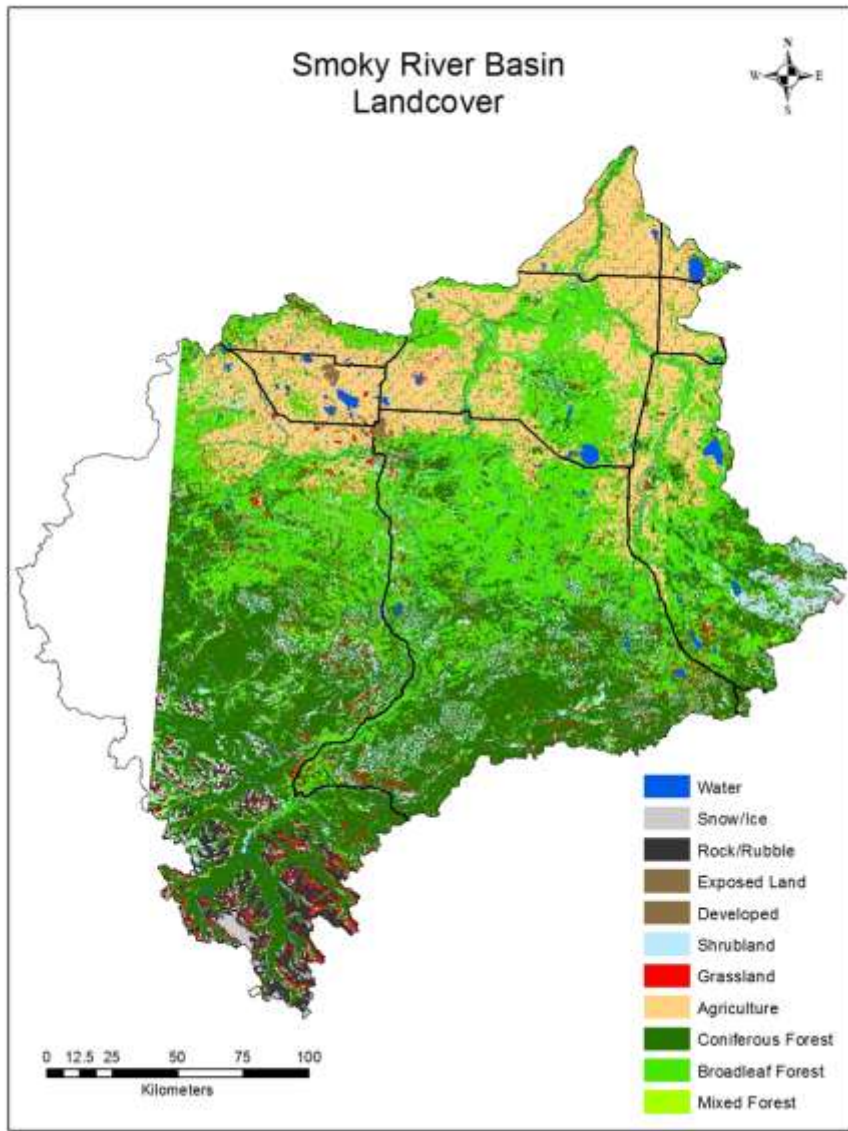 Smoky River Basin
Landcover
N
W E
S
Water
Snow/Ice
Rock/Rubble
Exposed Land
Developed
Shrubland
Grassland
Agriculture
Coniferous Forest
Broadleaf Forest
Mixed Forest
0 12.5 25 50 75 100
Kilometers